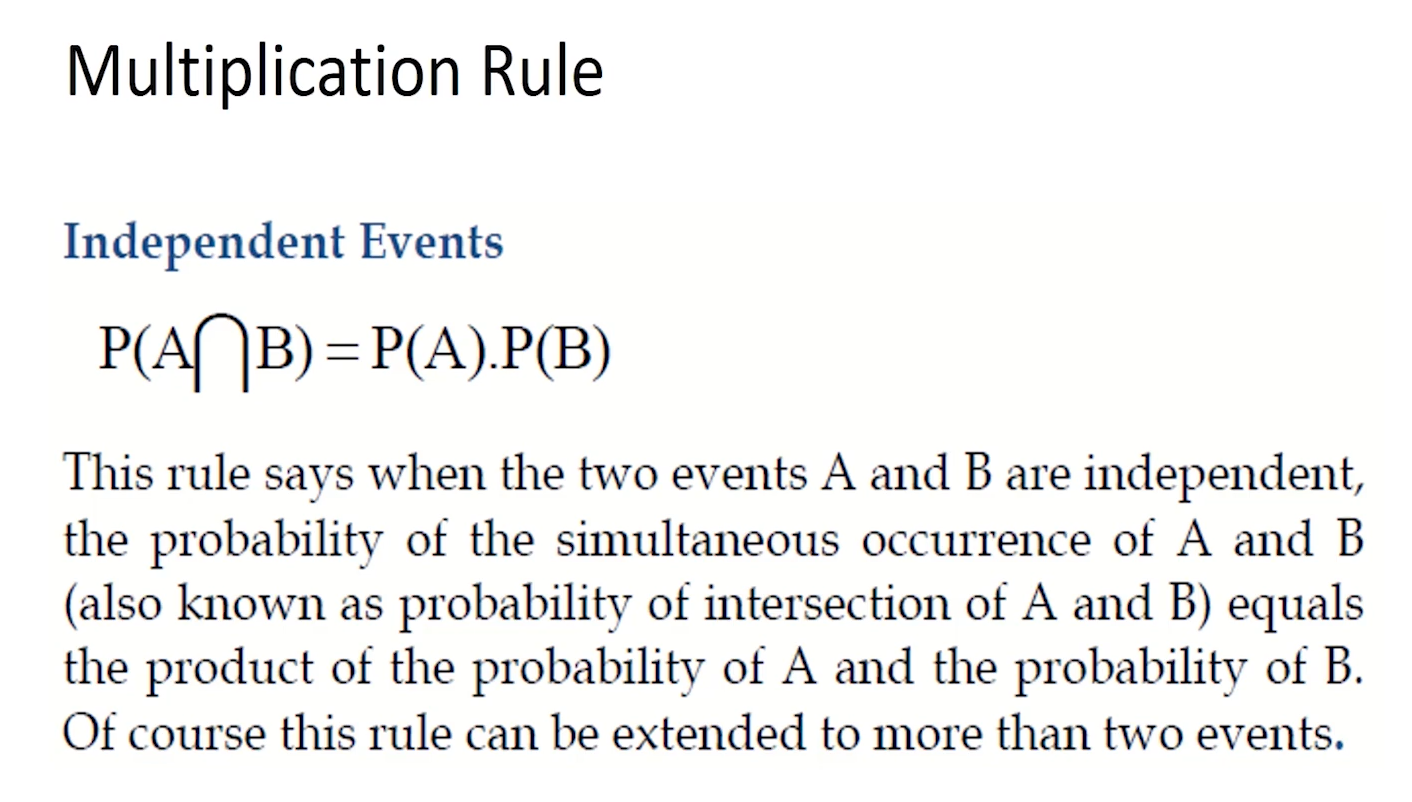 Multiplication Rule
Independent Events
P(A⋂B) = P(A).P(B)
This rule says when the two events A and B are independent,
the probability of the simultaneous occurrence of A and B
(also known as probability of intersection of A and B) equals
the product of the probability of A and the probability of B.
Of course this rule can be extended to more than two events.